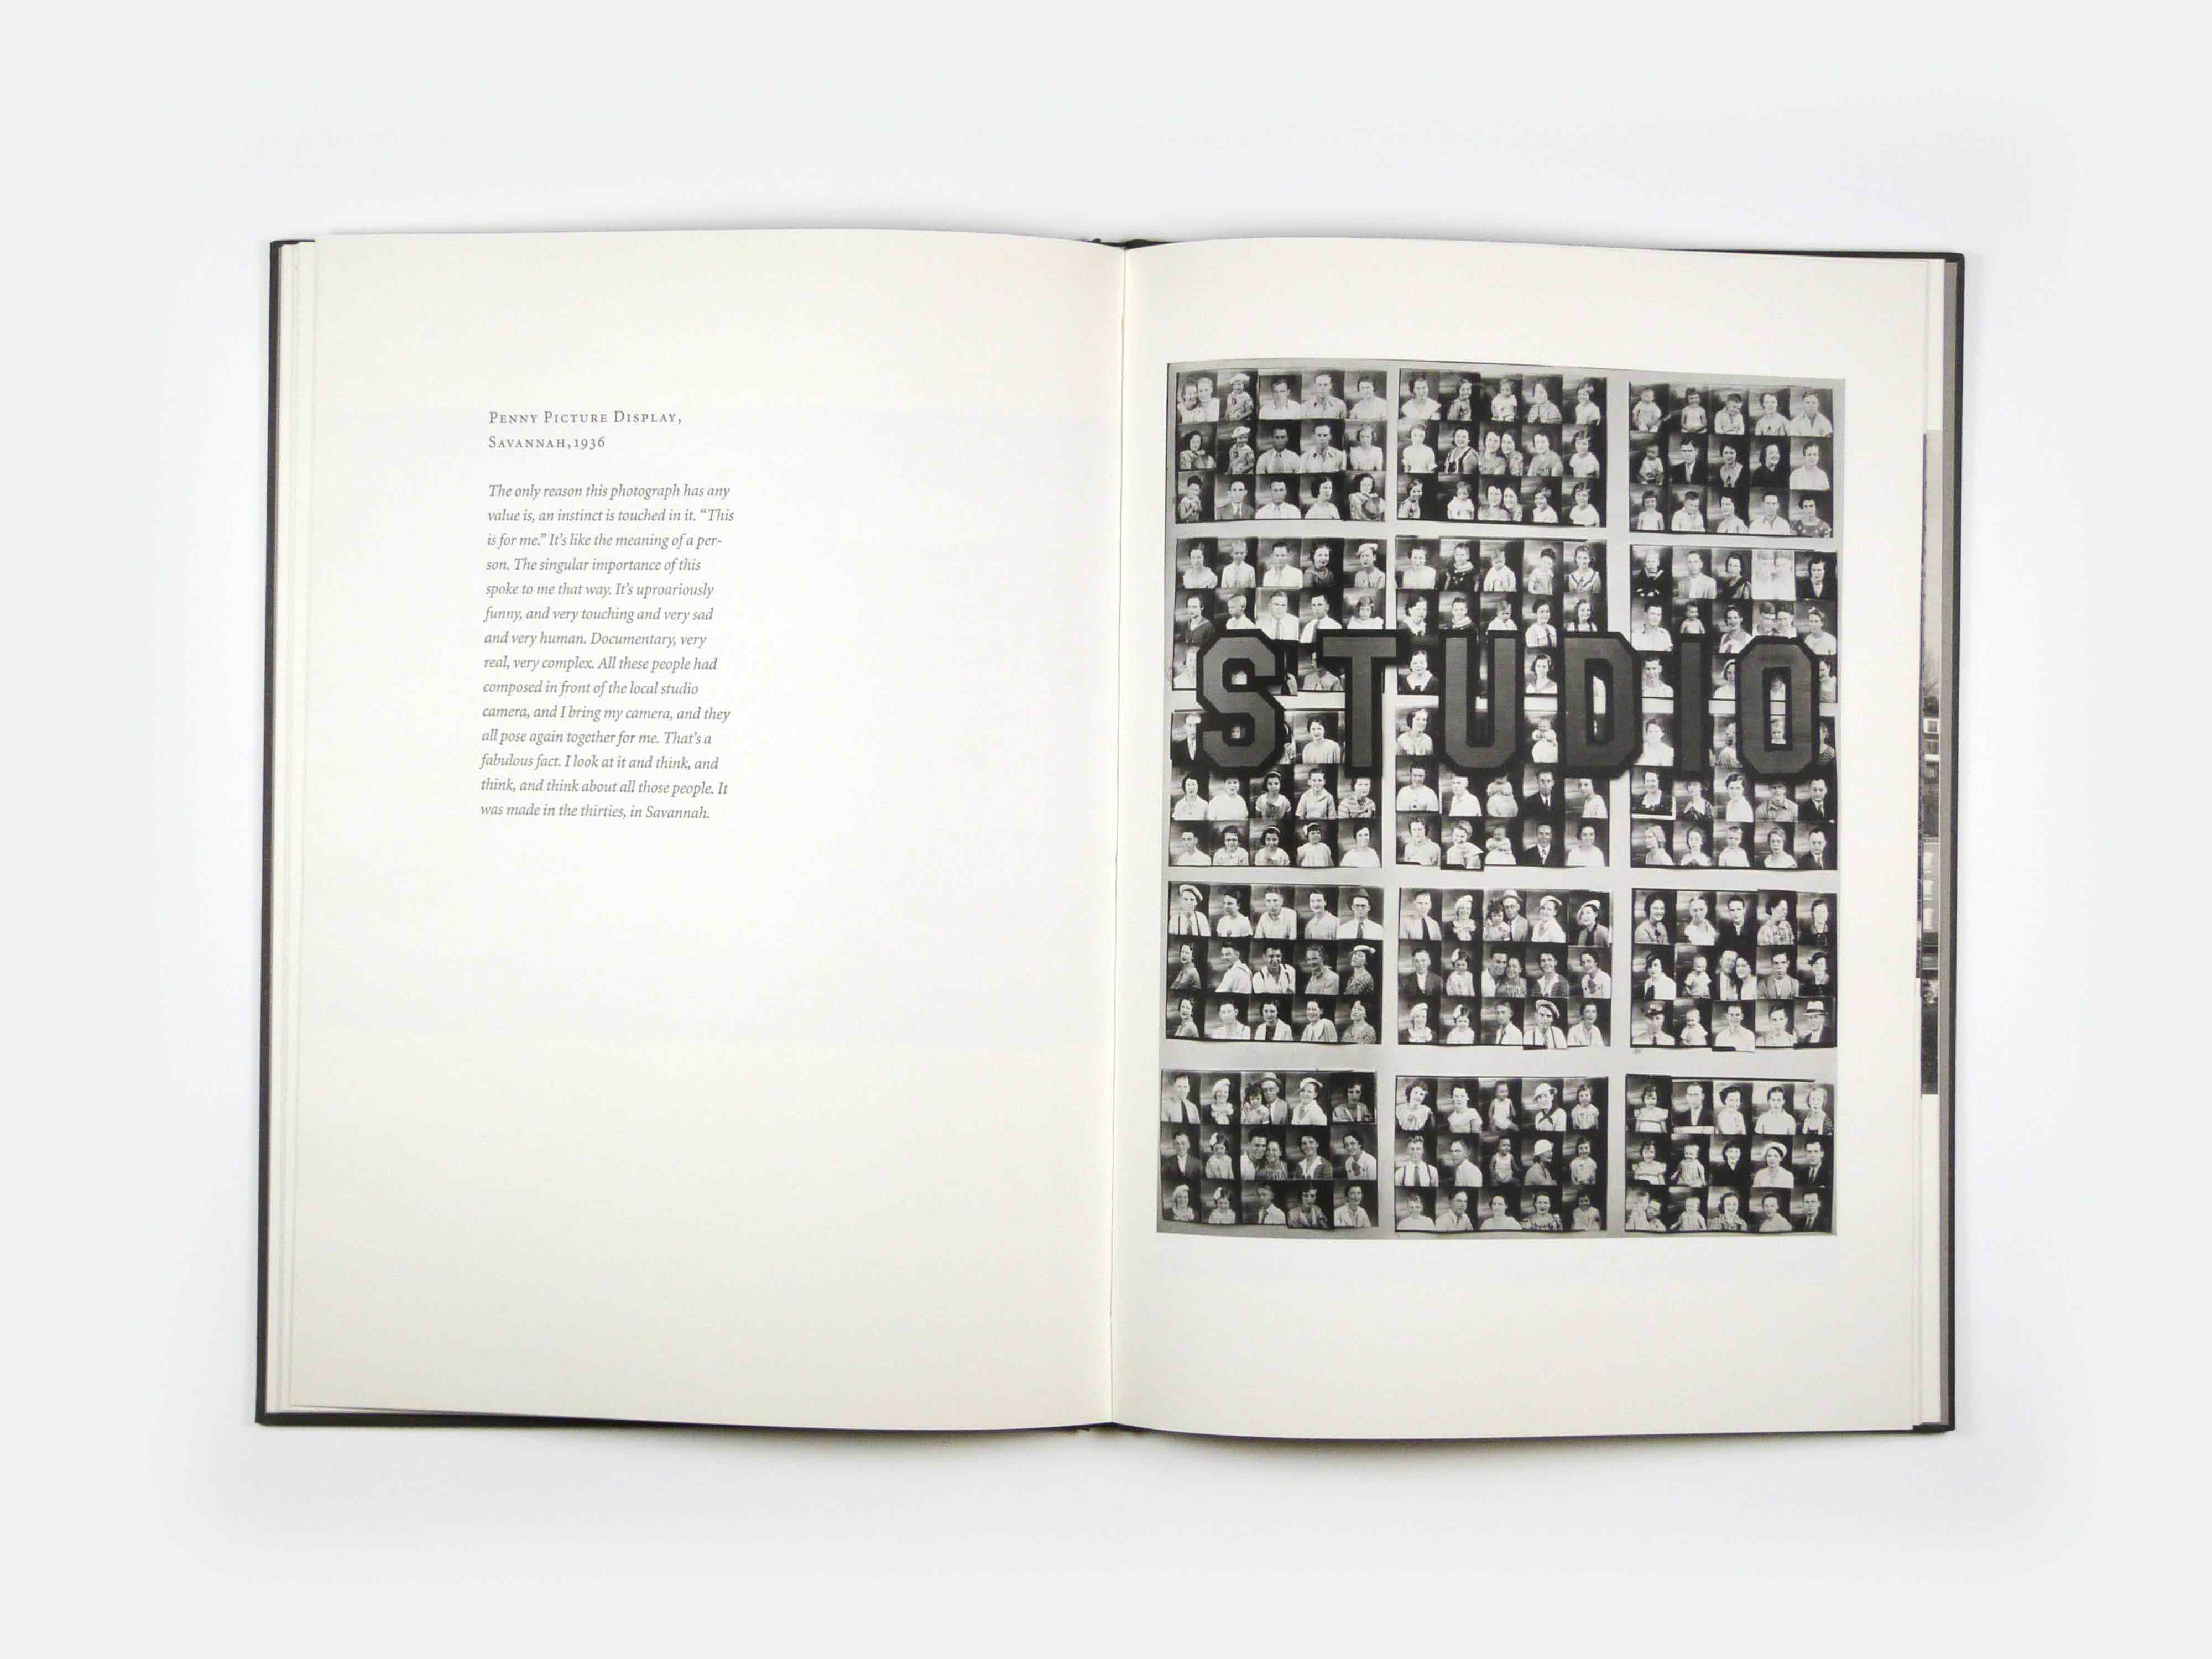 PENNY PICTURE DISPLAY,
SAVANNAH, 1936
The only reason this photograph has any
value is, an instinct is touched in it. “This
is for me.” It’s like the meaning of a per-
son. The singular importance of this
spoke to me that way. It’s uproariously
funny, and very touching and very sad
and very human. Documentary, very
real, very complex. All these people had
composed in front of the local studio
camera, and I bring my camera, and they
all pose again together for me. That’s a
fabulous fact. I look at it and think, and
think, and think about all those people. It
was made in the thirties, in Savannah.
STUDIO